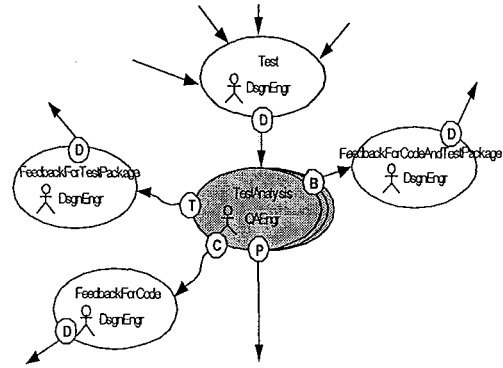 Test
DsgnEngr
D
D
FeedbackForCodeAndTestPackage
DsgnEngr
D
FeedbackForTestPackage
DsgnEngr
B
TestAnalysis
QAEngr
T
C
P
FeedbackForCode
DsgnEngr
D